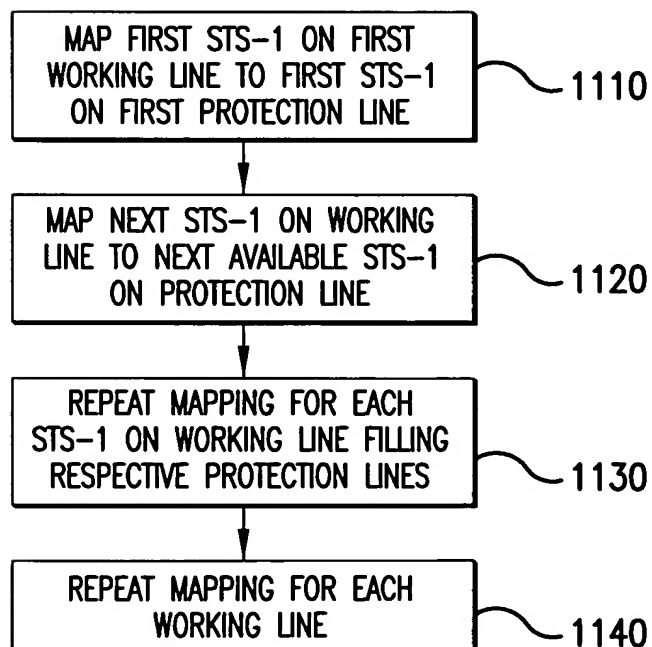 MAP FIRST STS-1 ON FIRST
WORKING LINE TO FIRST STS-1
ON FIRST PROTECTION LINE
1110
MAP NEXT STS-1 ON WORKING
LINE TO NEXT AVAILABLE STS-1
ON PROTECTION LINE
1120
REPEAT MAPPING FOR EACH
STS-1 ON WORKING LINE FILLING
RESPECTIVE PROTECTION LINES
1130
REPEAT MAPPING FOR EACH
WORKING LINE
1140